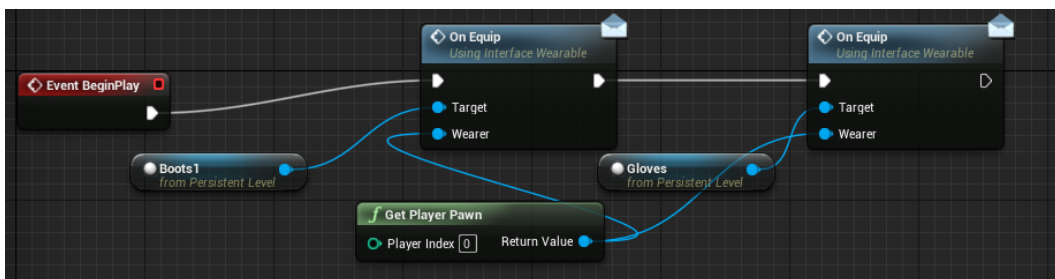 Event BeginPlay
On Equip
Using Interface Wearable
Target
Wearer
On Equip
Using Interface Wearable
Target
Wearer
Boots1
from Persistent Level
Gloves
from Persistent Level
f Get Player Pawn
Player Index 0 Return Value